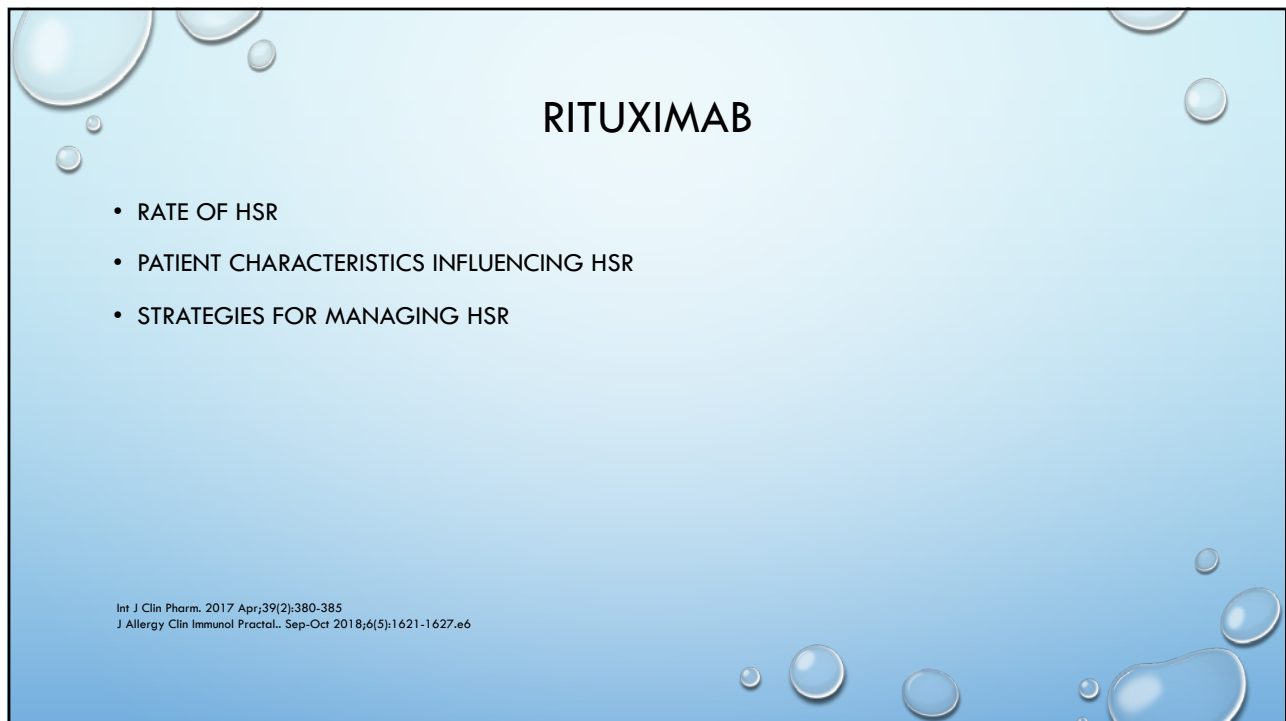 RITUXIMAB
• RATE OF HSR
• PATIENT CHARACTERISTICS INFLUENCING HSR
• STRATEGIES FOR MANAGING HSR
Int J Clin Pharm. 2017 Apr;39(2):380-385
J Allergy Clin Immunol Practal.. Sep-Oct 2018;6(5):1621-1627.e6